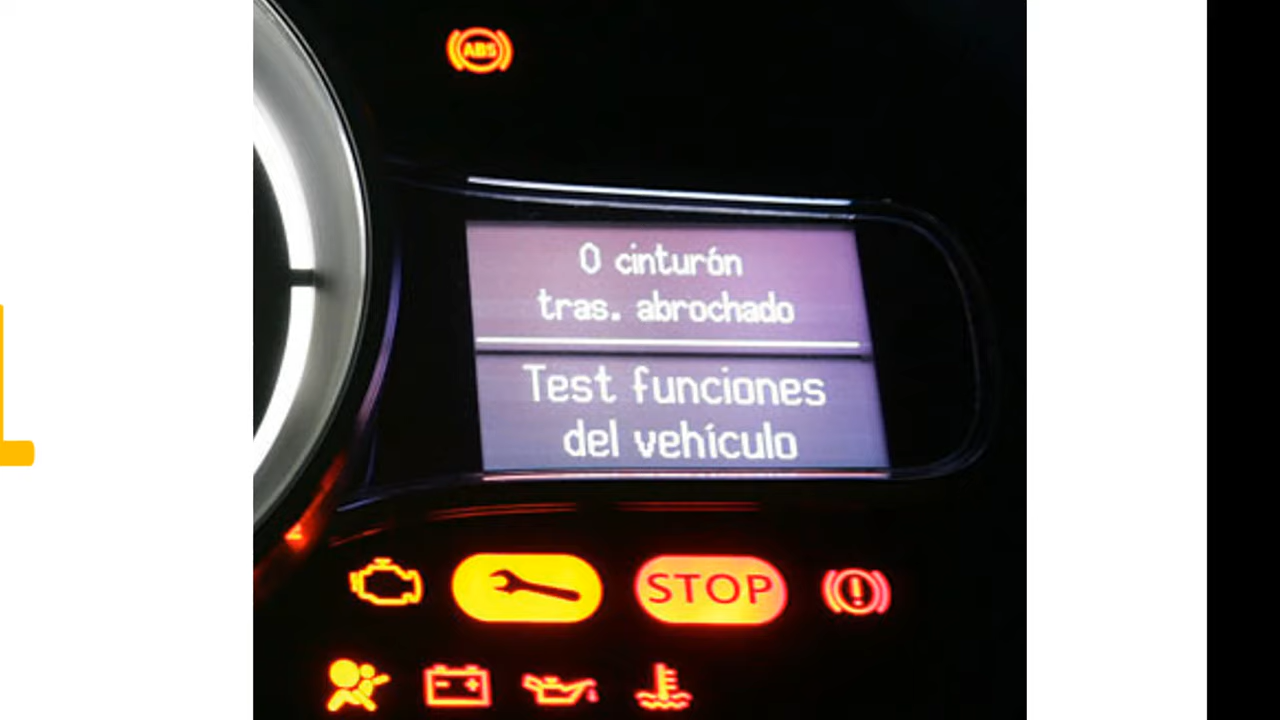 ABS
0 cinturón
tras. abrochado
Test funciones
del vehículo
STOP